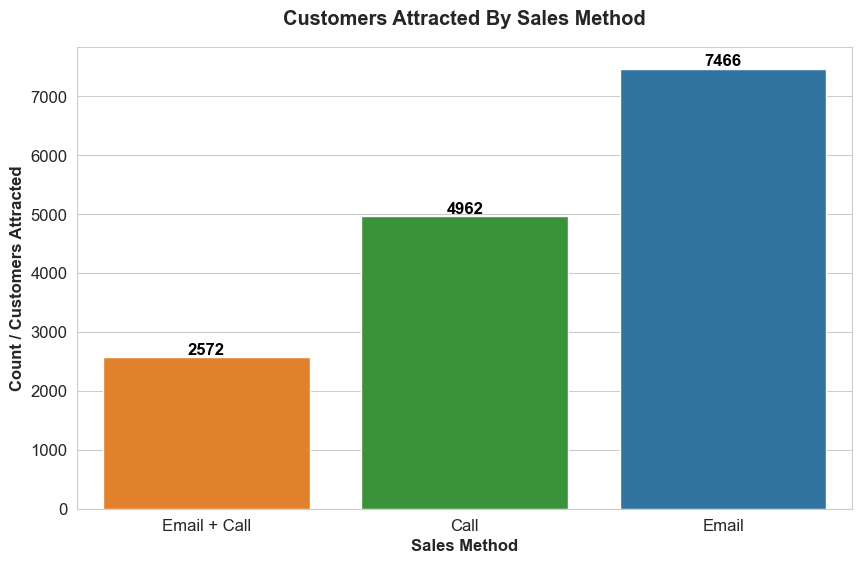 Customers Attracted By Sales Method
Count / Customers Attracted
7000
6000
5000
4000
3000
2000
1000
0
2572
4962
7466
Email + Call
Call
Email
Sales Method